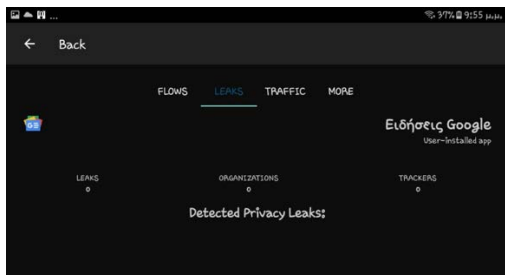 37% 9:55 μ.μ.
Back
FLOWS LEAKS TRAFFIC MORE
GE
Ειδήσεις Google
User-installed app
LEAKS ORGANIZATIONS TRACKERS
0 0 0
Detected Privacy Leaks: